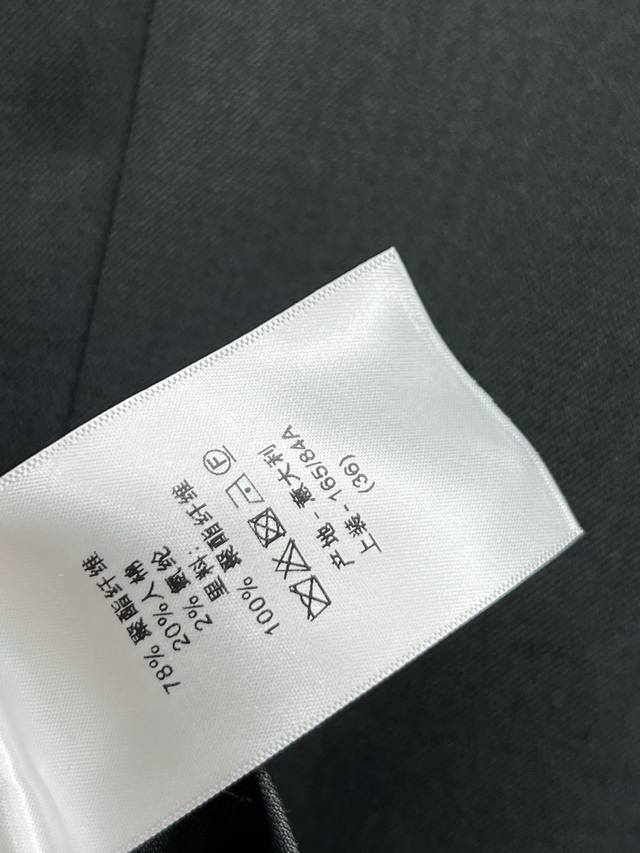 78% 聚酯纤维
20%人棉
2% 氨纶
里料:
100% 聚酯纤维
F
产地 - 意大利
上装 - 165/84A
(36)